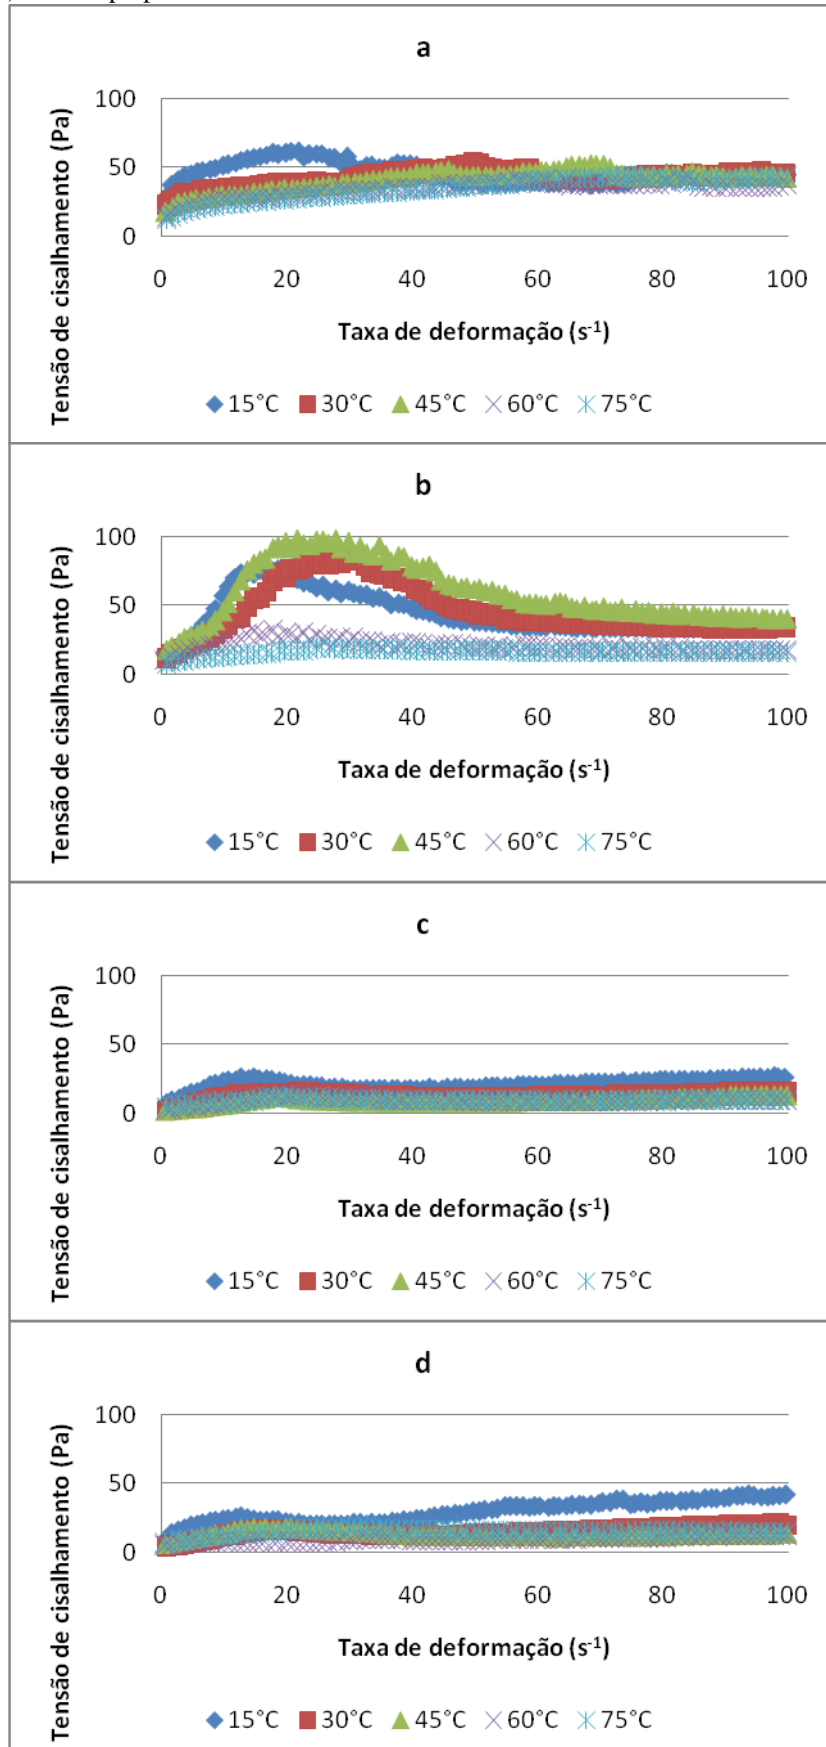 a
Tensão de cisalhamento (Pa)
100
50
0
0 20 40 60 80 100
Taxa de deformação (s-1)
15°C 30°C 45°C 60°C 75°C
b
Tensão de cisalhamento (Pa)
100
50
0
0 20 40 60 80 100
Taxa de deformação (s-1)
15°C 30°C 45°C 60°C 75°C
c
Tensão de cisalhamento (Pa)
100
50
0
0 20 40 60 80 100
Taxa de deformação (s-1)
15°C 30°C 45°C 60°C 75°C
d
Tensão de cisalhamento (Pa)
100
50
0
0 20 40 60 80 100
Taxa de deformação (s-1)
15°C 30°C 45°C 60°C 75°C